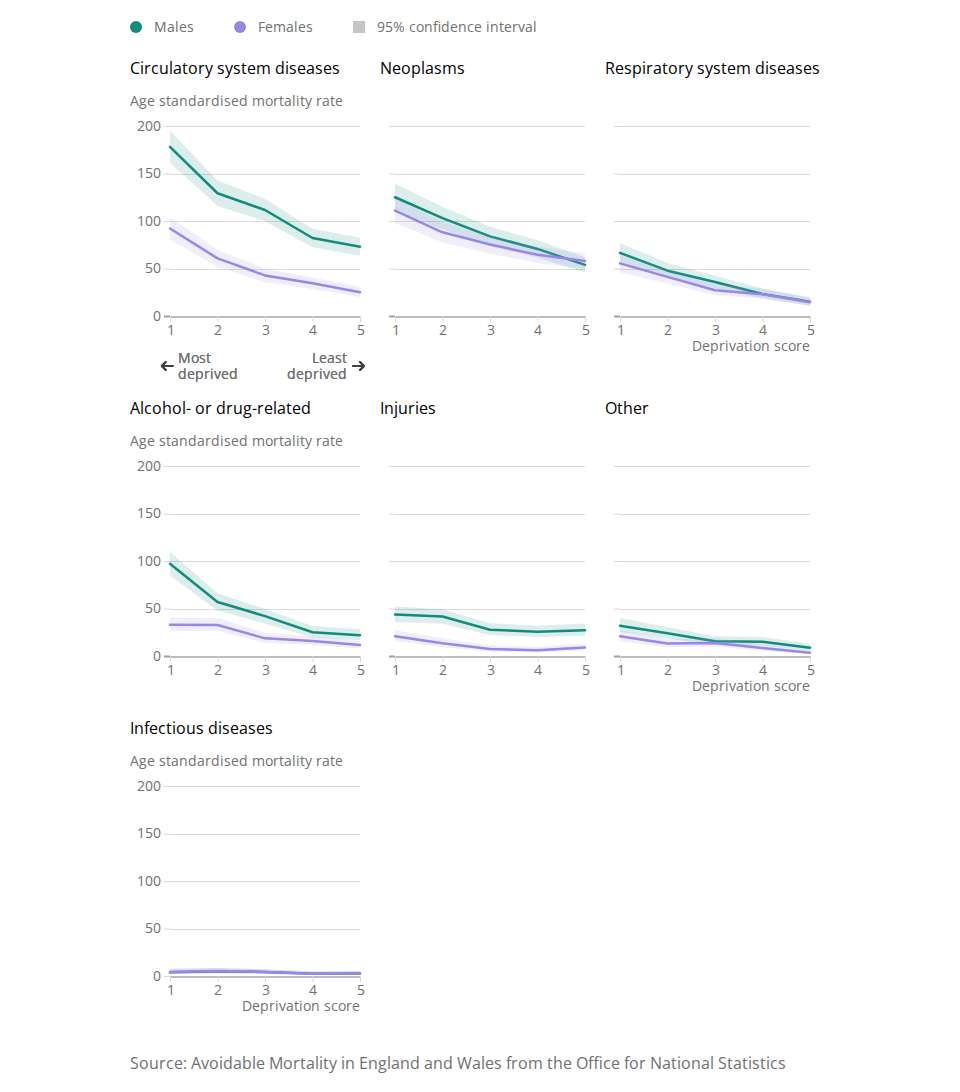 Males Females 95% confidence interval
Circulatory system diseases Neoplasms Respiratory system diseases
Age standardised mortality rate
200
150
100
50
0
1 2 3 4 5 1 2 3 4 5 1 2 3 4 5
Deprivation score
Most Least
deprived deprived
Alcohol- or drug-related Injuries Other
Age standardised mortality rate
200
150
100
50
0
1 2 3 4 5 1 2 3 4 5 1 2 3 4 5
Deprivation score
Infectious diseases
Age standardised mortality rate
200
150
100
50
0
1 2 3 4 5
Deprivation score
Source: Avoidable Mortality in England and Wales from the Office for National Statistics